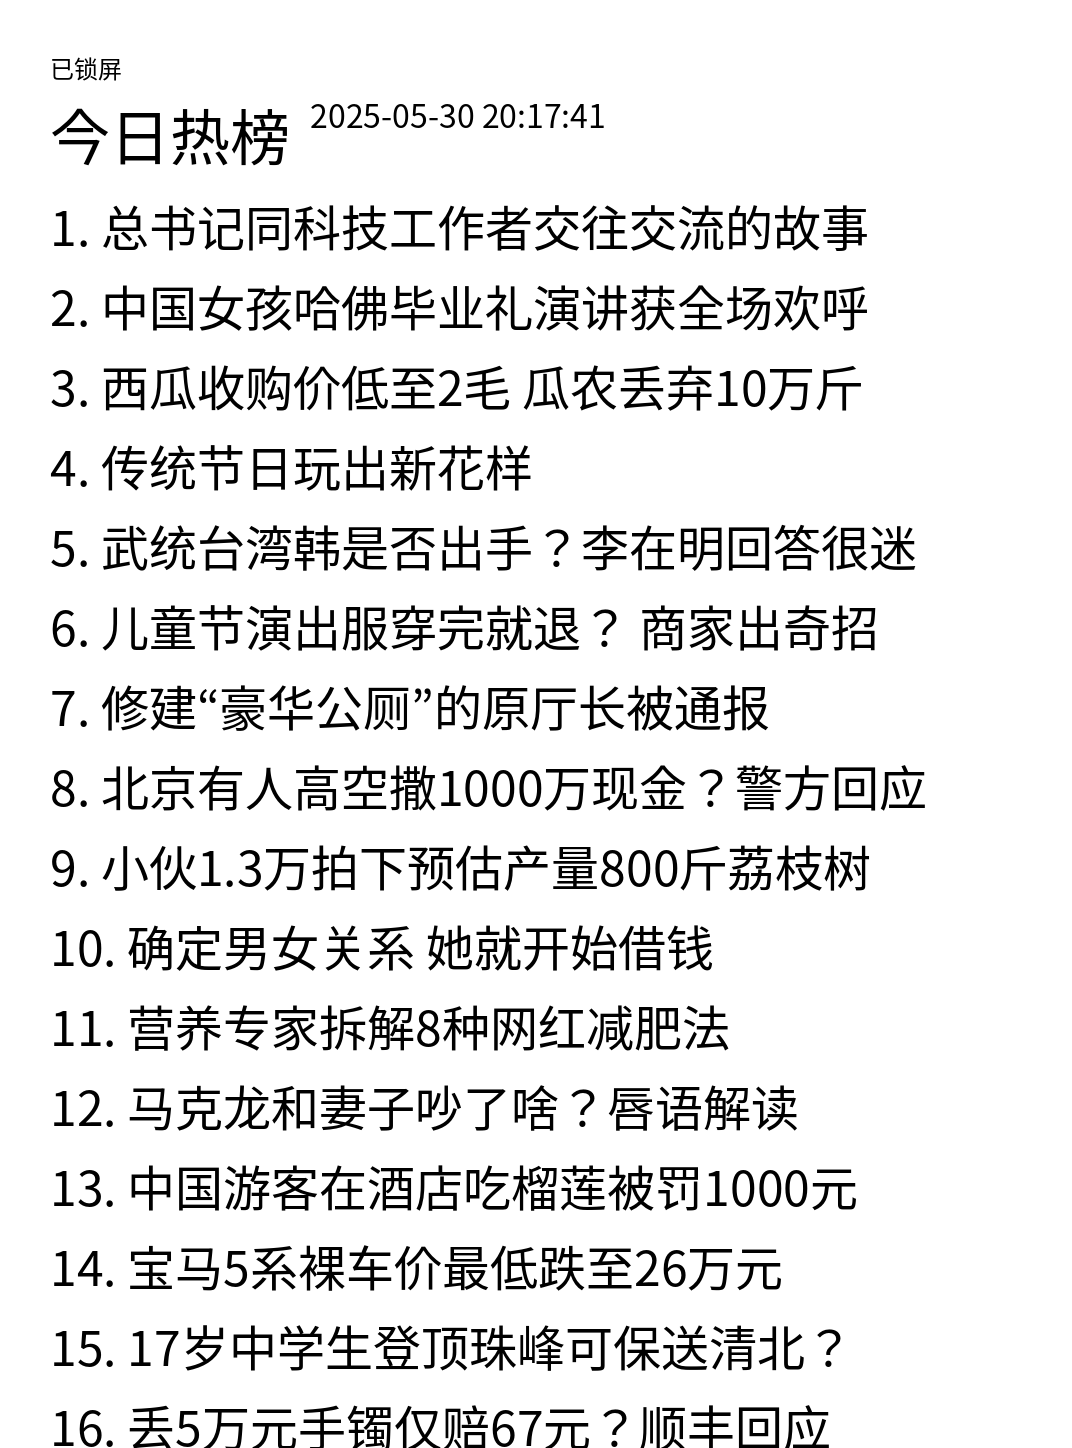 已锁屏
今日热榜 2025-05-30 20:17:41
1. 总书记同科技工作者交往交流的故事
2. 中国女孩哈佛毕业礼演讲获全场欢呼
3. 西瓜收购价低至2毛 瓜农丢弃10万斤
4. 传统节日玩出新花样
5. 武统台湾韩是否出手？李在明回答很迷
6. 儿童节演出服穿完就退？ 商家出奇招
7. 修建“豪华公厕”的原厅长被通报
8. 北京有人高空撒1000万现金？警方回应
9. 小伙1.3万拍下预估产量800斤荔枝树
10. 确定男女关系 她就开始借钱
11. 营养专家拆解8种网红减肥法
12. 马克龙和妻子吵了啥？唇语解读
13. 中国游客在酒店吃榴莲被罚1000元
14. 宝马5系裸车价最低跌至26万元
15. 17岁中学生登顶珠峰可保送清北？
16. 丢5万元手镯仅赔67元？顺丰回应